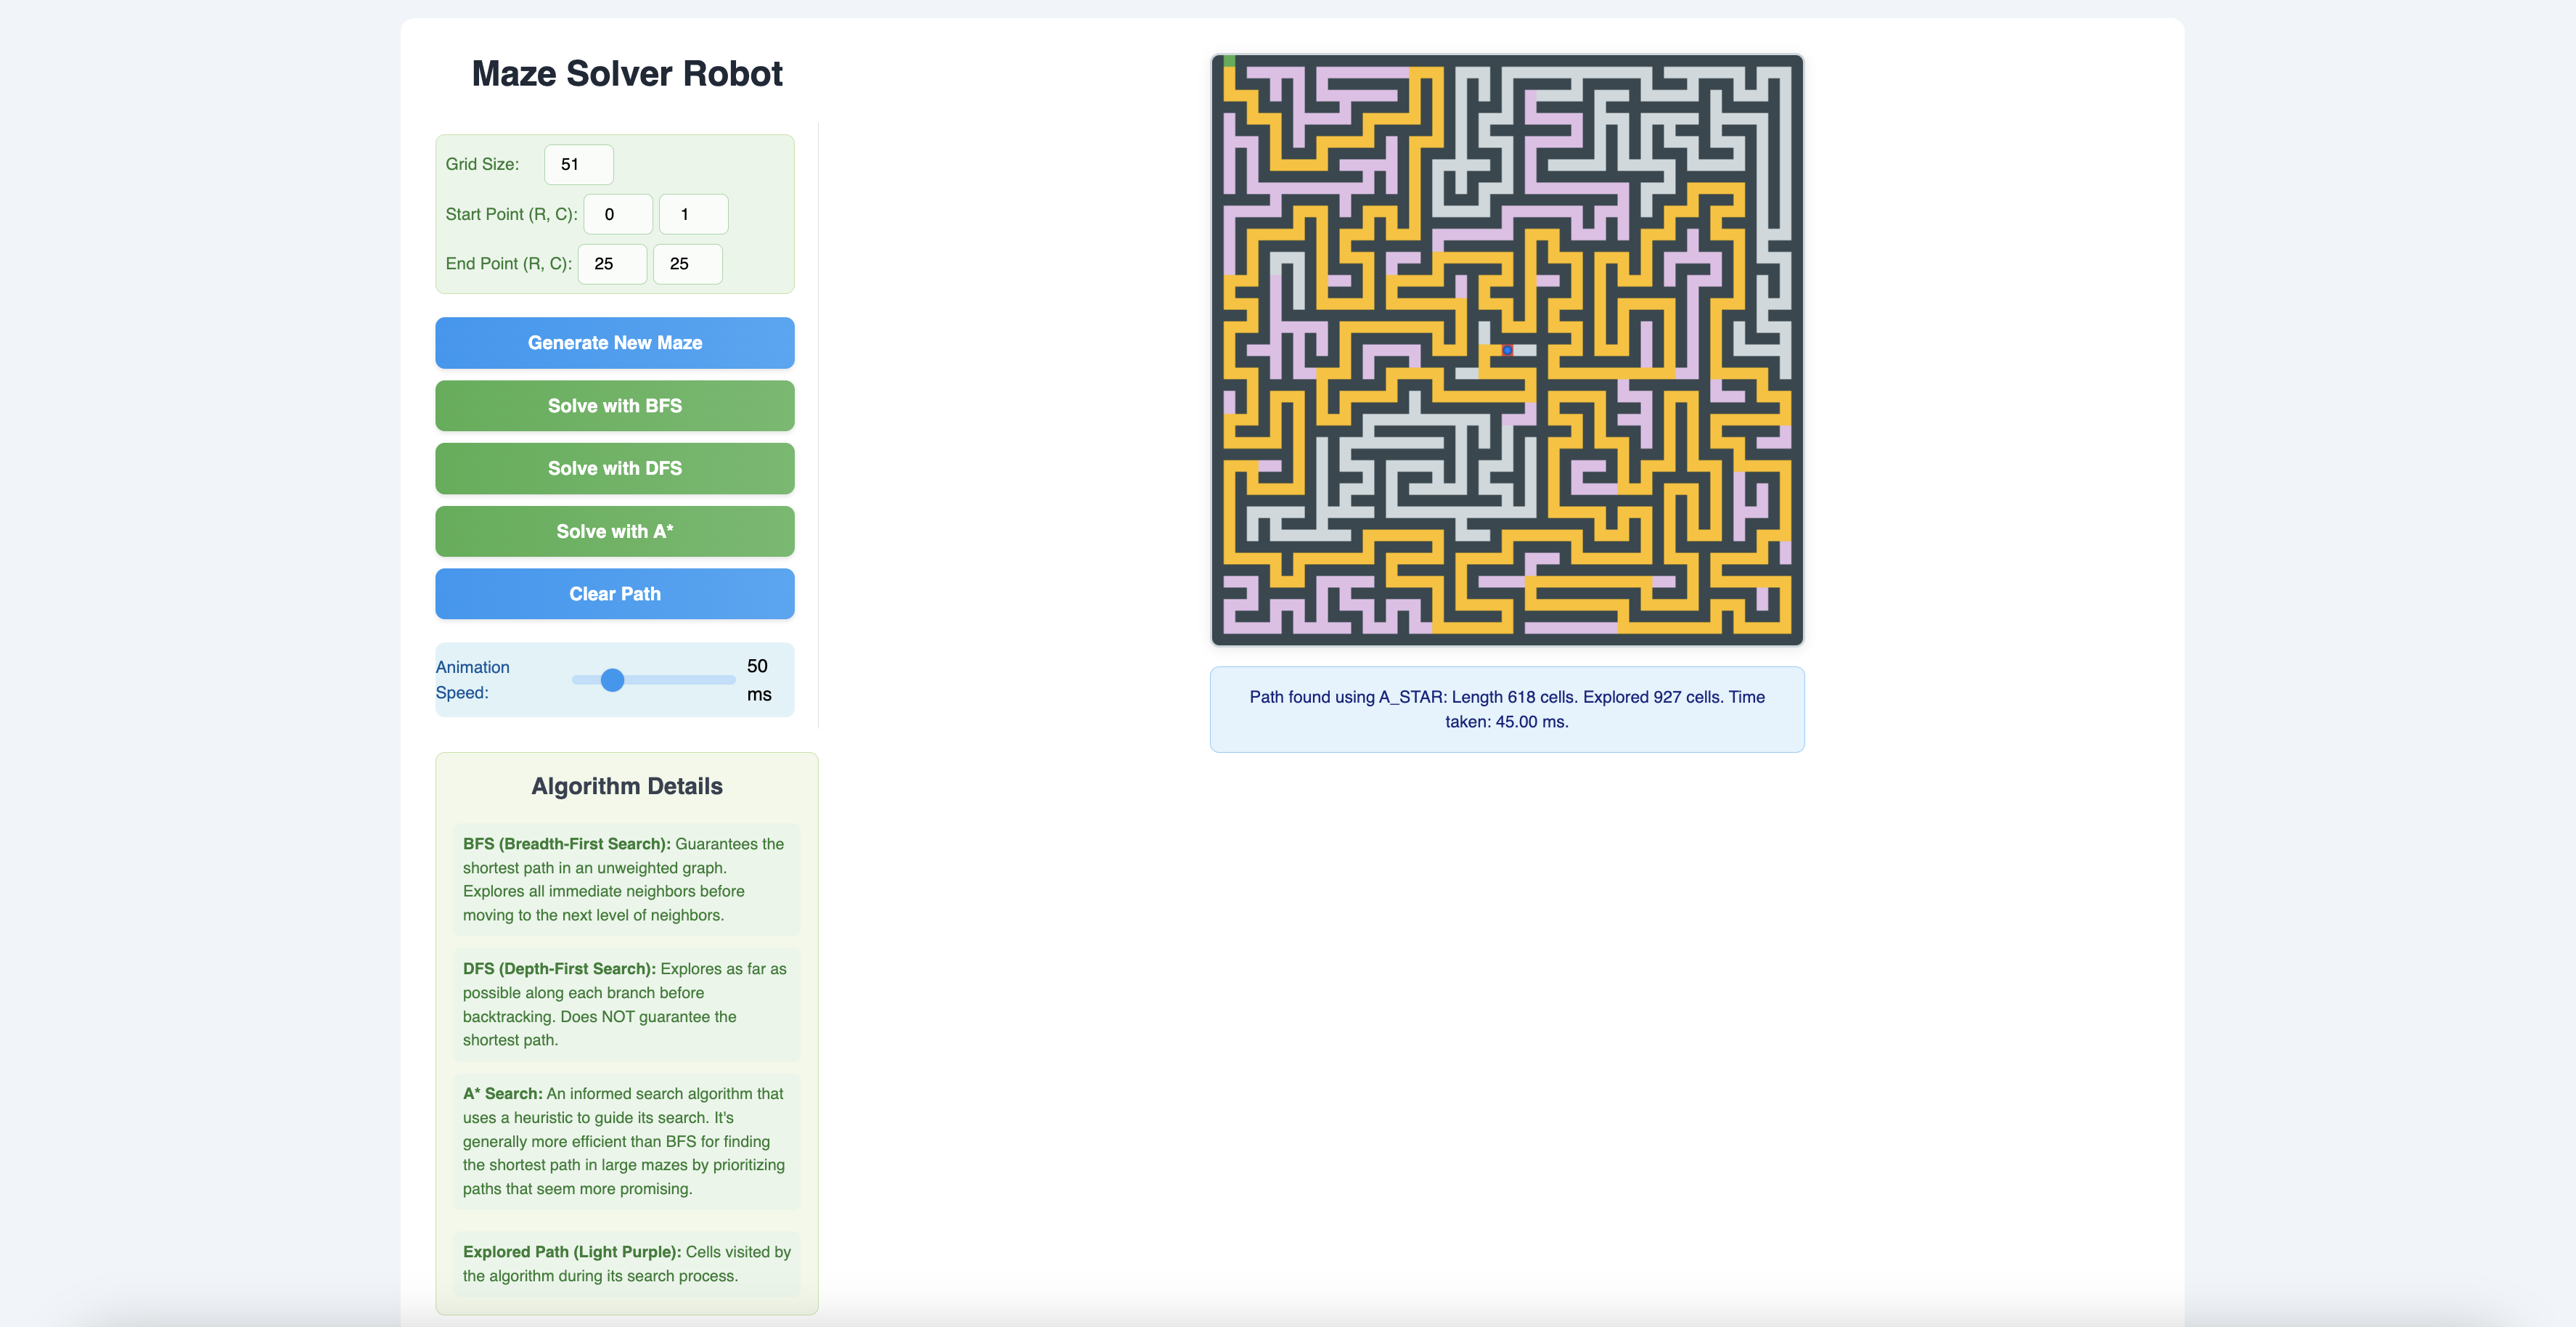 Maze Solver Robot
Grid Size: 51
Start Point (R, C): 0 1
End Point (R, C): 25 25
Generate New Maze
Solve with BFS
Solve with DFS
Solve with A*
Clear Path
Animation
Speed:
50
ms
Path found using A_STAR: Length 618 cells. Explored 927 cells. Time
taken: 45.00 ms.
Algorithm Details
BFS (Breadth-First Search): Guarantees the
shortest path in an unweighted graph.
Explores all immediate neighbors before
moving to the next level of neighbors.
DFS (Depth-First Search): Explores as far as
possible along each branch before
backtracking. Does NOT guarantee the
shortest path.
A* Search: An informed search algorithm that
uses a heuristic to guide its search. It's
generally more efficient than BFS for finding
the shortest path in large mazes by prioritizing
paths that seem more promising.
Explored Path (Light Purple): Cells visited by
the algorithm during its search process.